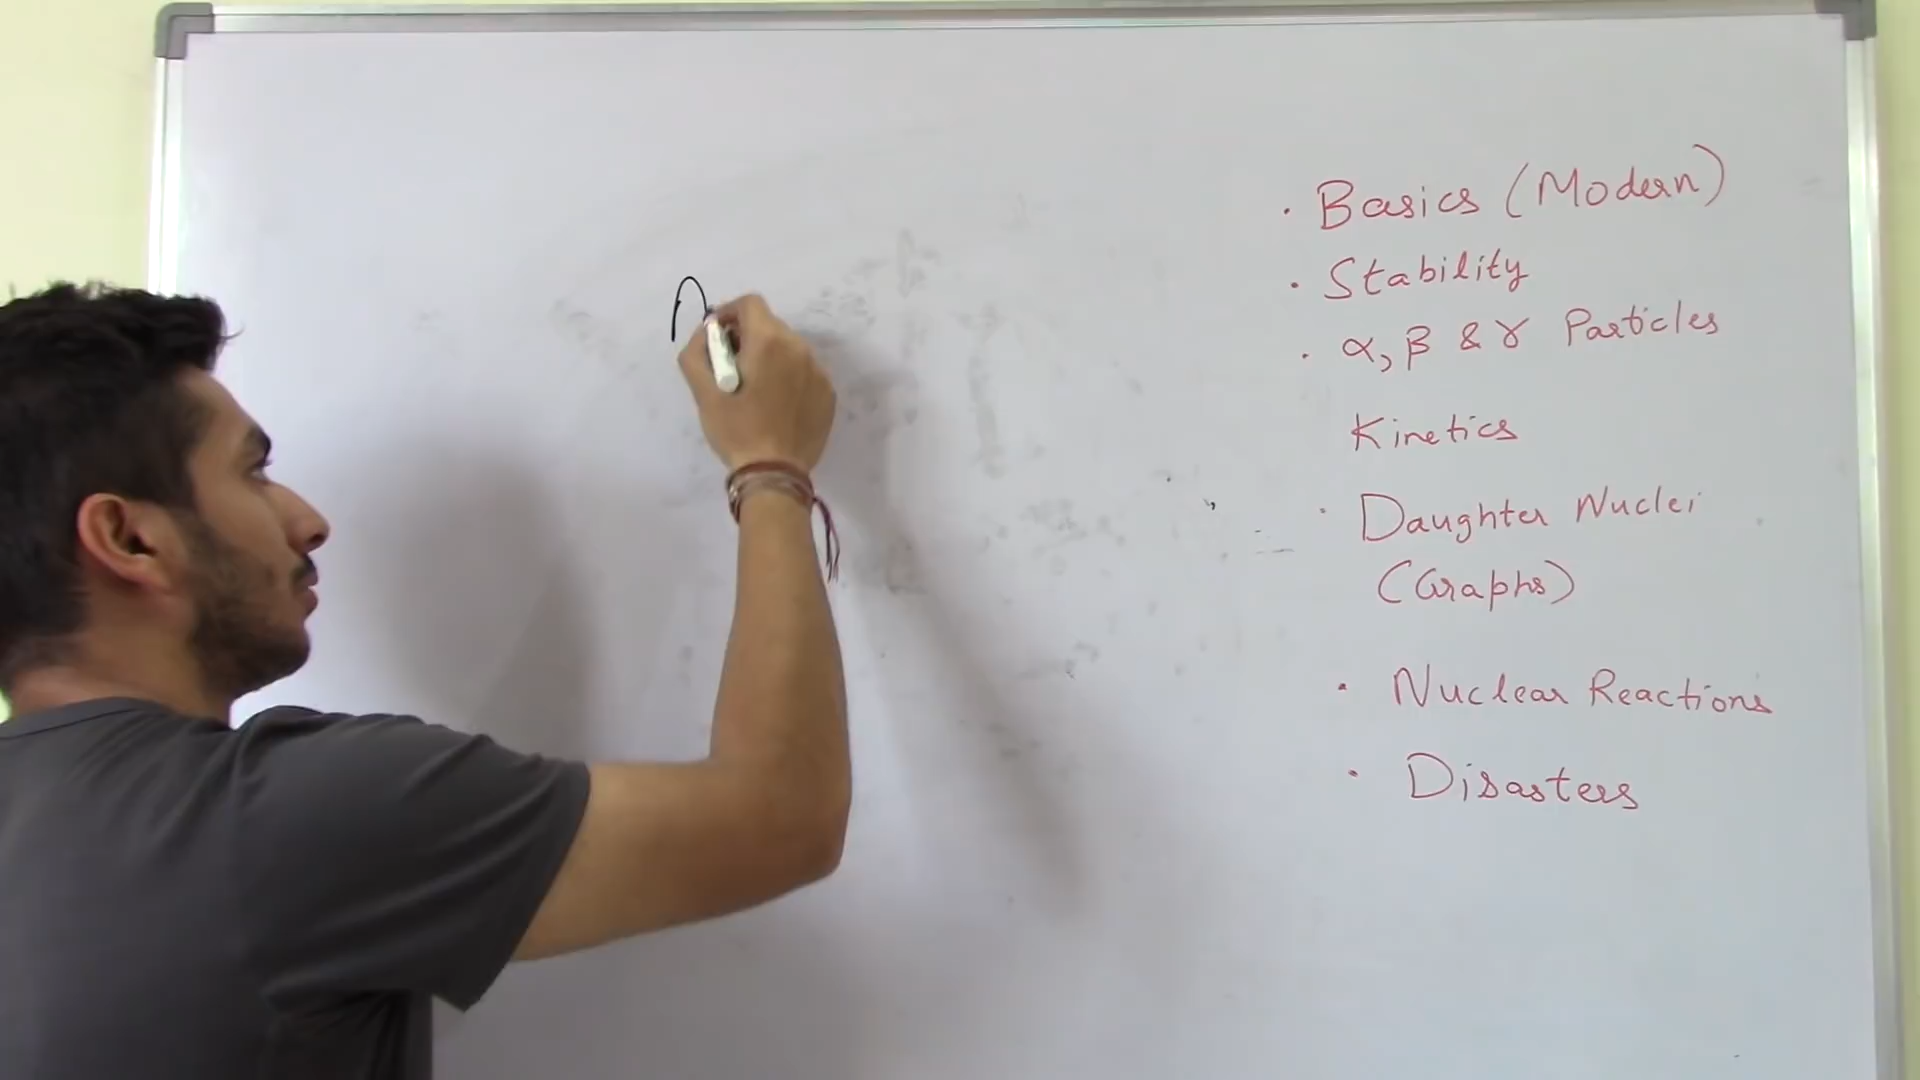 · Basics (Modern)
· Stability
· α, β & γ Particles
Kinetics
· Daughter Nuclei
(Graphs)
· Nuclear Reactions
· Disasters